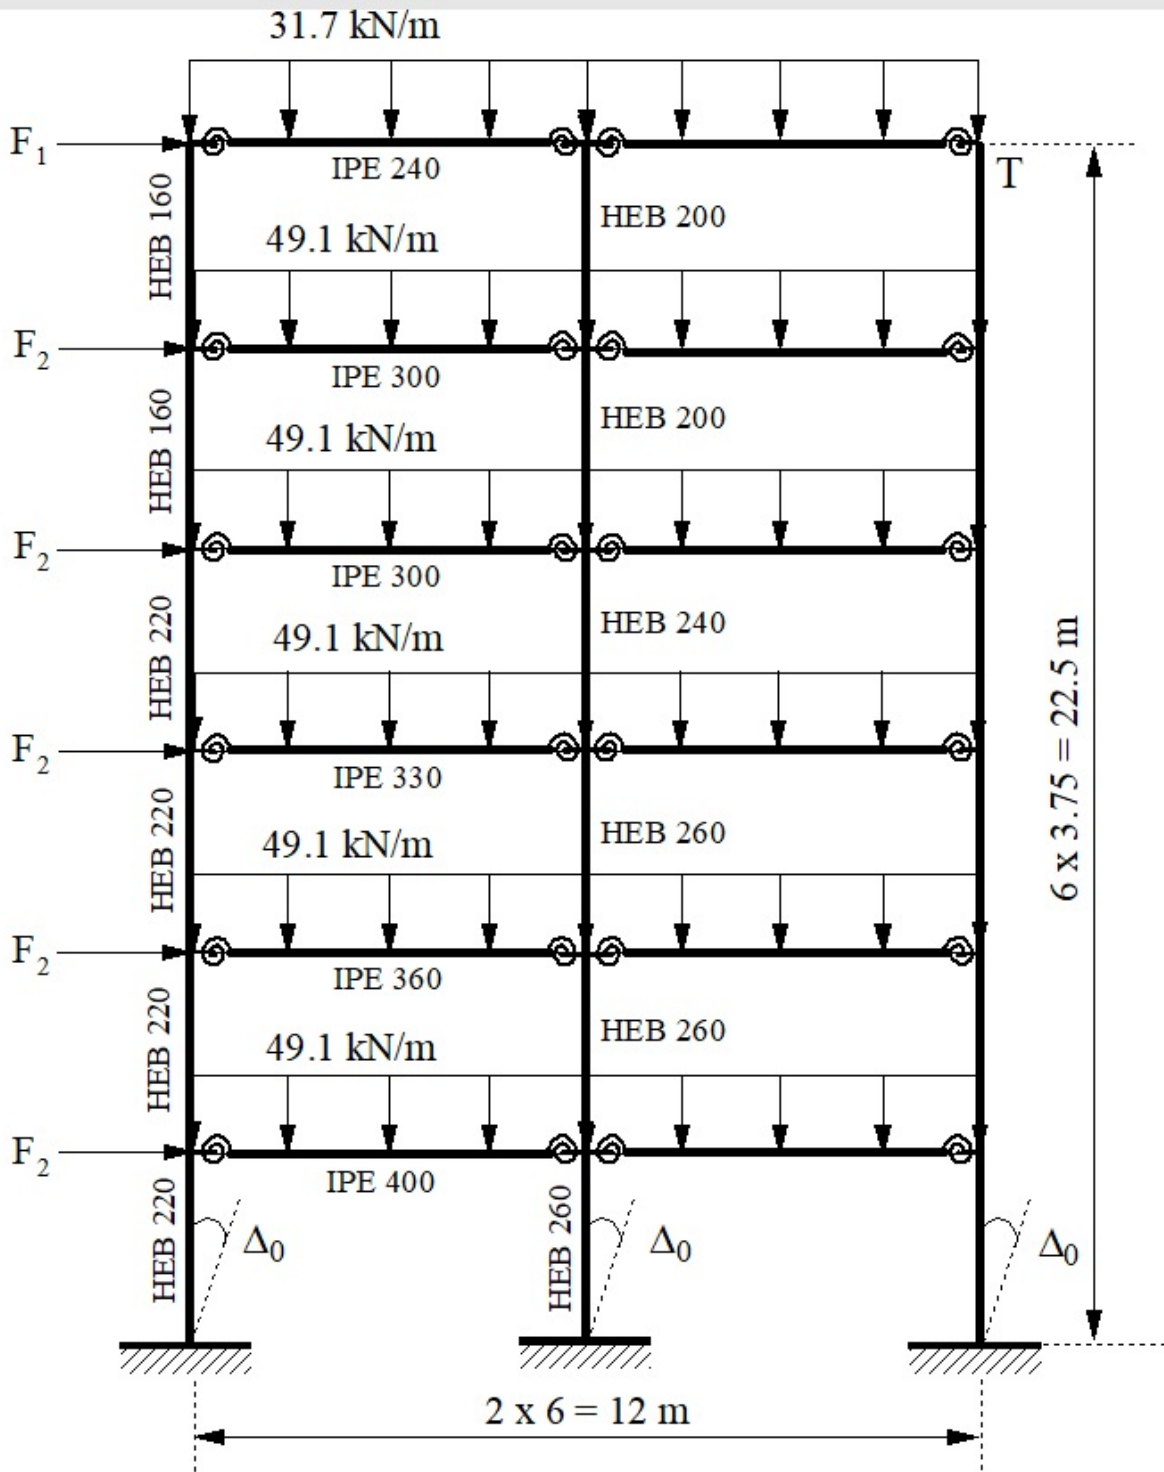 31.7 kN/m
F₁
IPE 240
T
HEB 160
HEB 200
49.1 kN/m
F₂
IPE 300
HEB 160
HEB 200
49.1 kN/m
F₂
IPE 300
HEB 220
HEB 240
49.1 kN/m
F₂
IPE 330
6 x 3.75 = 22.5 m
HEB 220
HEB 260
49.1 kN/m
F₂
IPE 360
HEB 220
HEB 260
49.1 kN/m
F₂
IPE 400
HEB 220
Δ₀
HEB 260
Δ₀
Δ₀
2 x 6 = 12 m